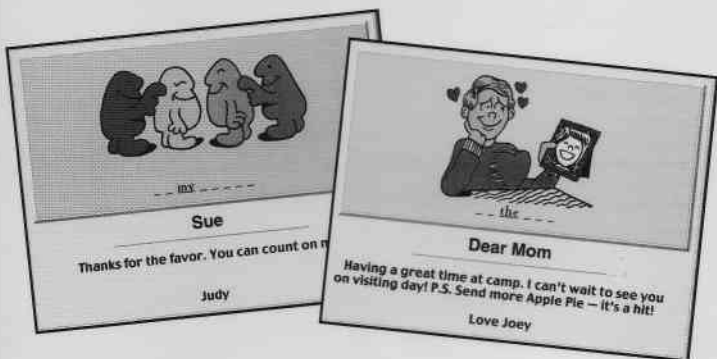 _ _ my _ _ _ _ _
Sue
Thanks for the favor. You can count on
Judy
_ _ the _ _ _
Dear Mom
Having a great time at camp. I can't wait to see you
on visiting day! P.S. Send more Apple Pie — it's a hit!
Love Joey